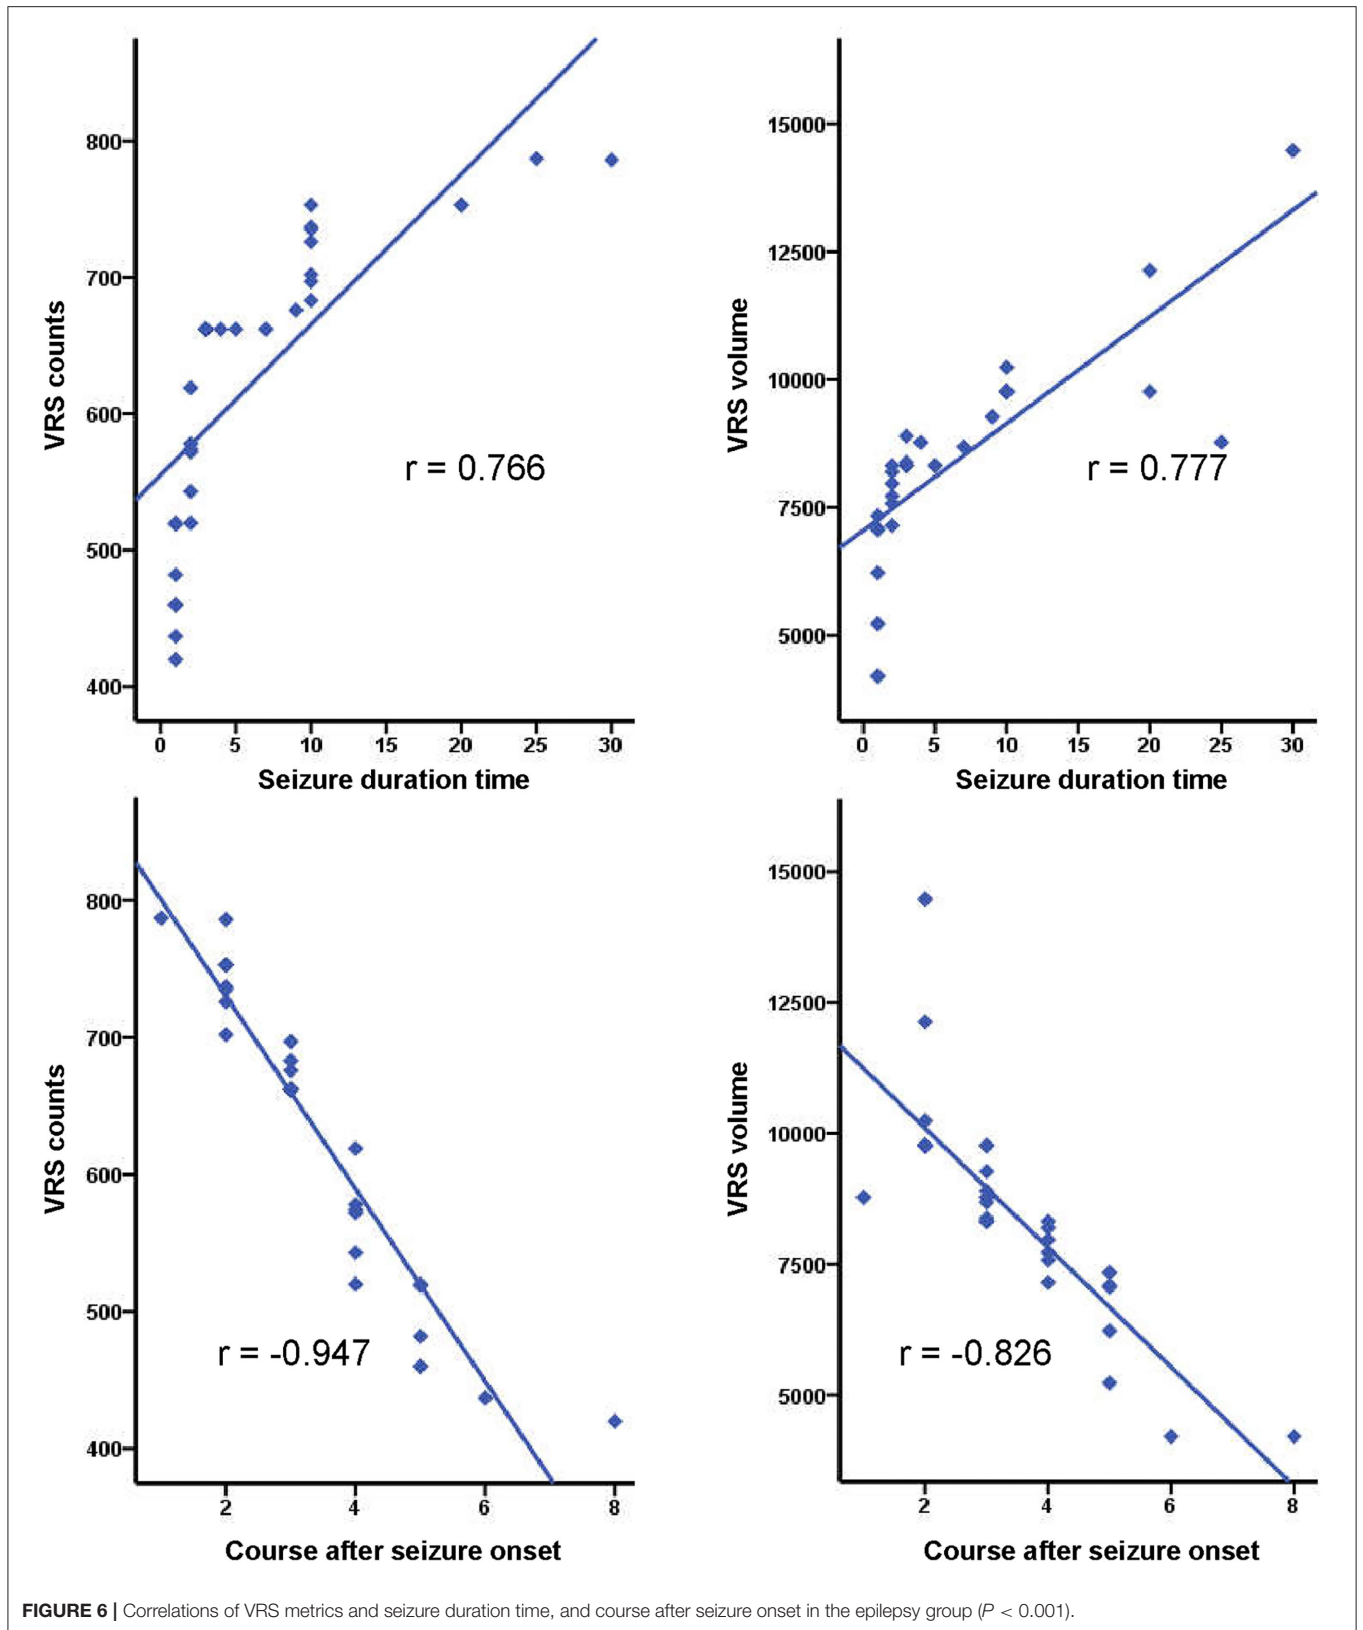 800
700
600
500
400
VRS counts
r = 0.766
0 5 10 15 20 25 30
Seizure duration time
15000
12500
10000
7500
5000
VRS volume
r = 0.777
0 5 10 15 20 25 30
Seizure duration time
800
700
600
500
400
VRS counts
r = -0.947
2 4 6 8
Course after seizure onset
15000
12500
10000
7500
5000
VRS volume
r = -0.826
2 4 6 8
Course after seizure onset
FIGURE 6 | Correlations of VRS metrics and seizure duration time, and course after seizure onset in the epilepsy group (P < 0.001).